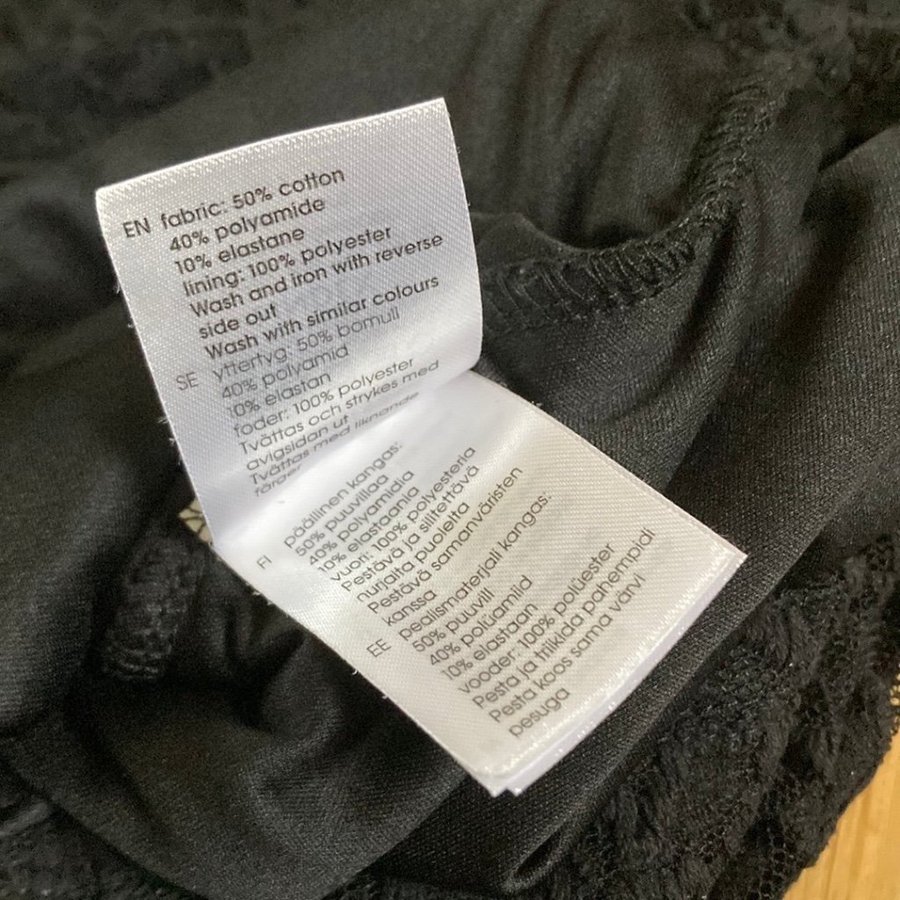 EN fabric: 50% cotton
40% polyamide
10% elastane
lining: 100% polyester
Wash and iron with reverse
side out
Wash with similar colours
SE yttertyg: 50% bomull
40% polyamid
10% elastan
foder: 100% polyester
Tvättas och strykes med
avigsidan ut
Tvättas med liknande
färger
FI päällinen kangas:
50% puuvillaa
40% polyamidia
10% elastaania
vuori: 100% polyesteria
Pestävä ja silitettävä
nurjalta puolelta
Pestävä samanväristen
kanssa
EE pealismaterjali kangas:
50% puuvill
40% polüamiid
10% elastaan
vooder: 100% polüester
Pesta ja triikida pahempidi
Pesta koos sama värvi
pesuga